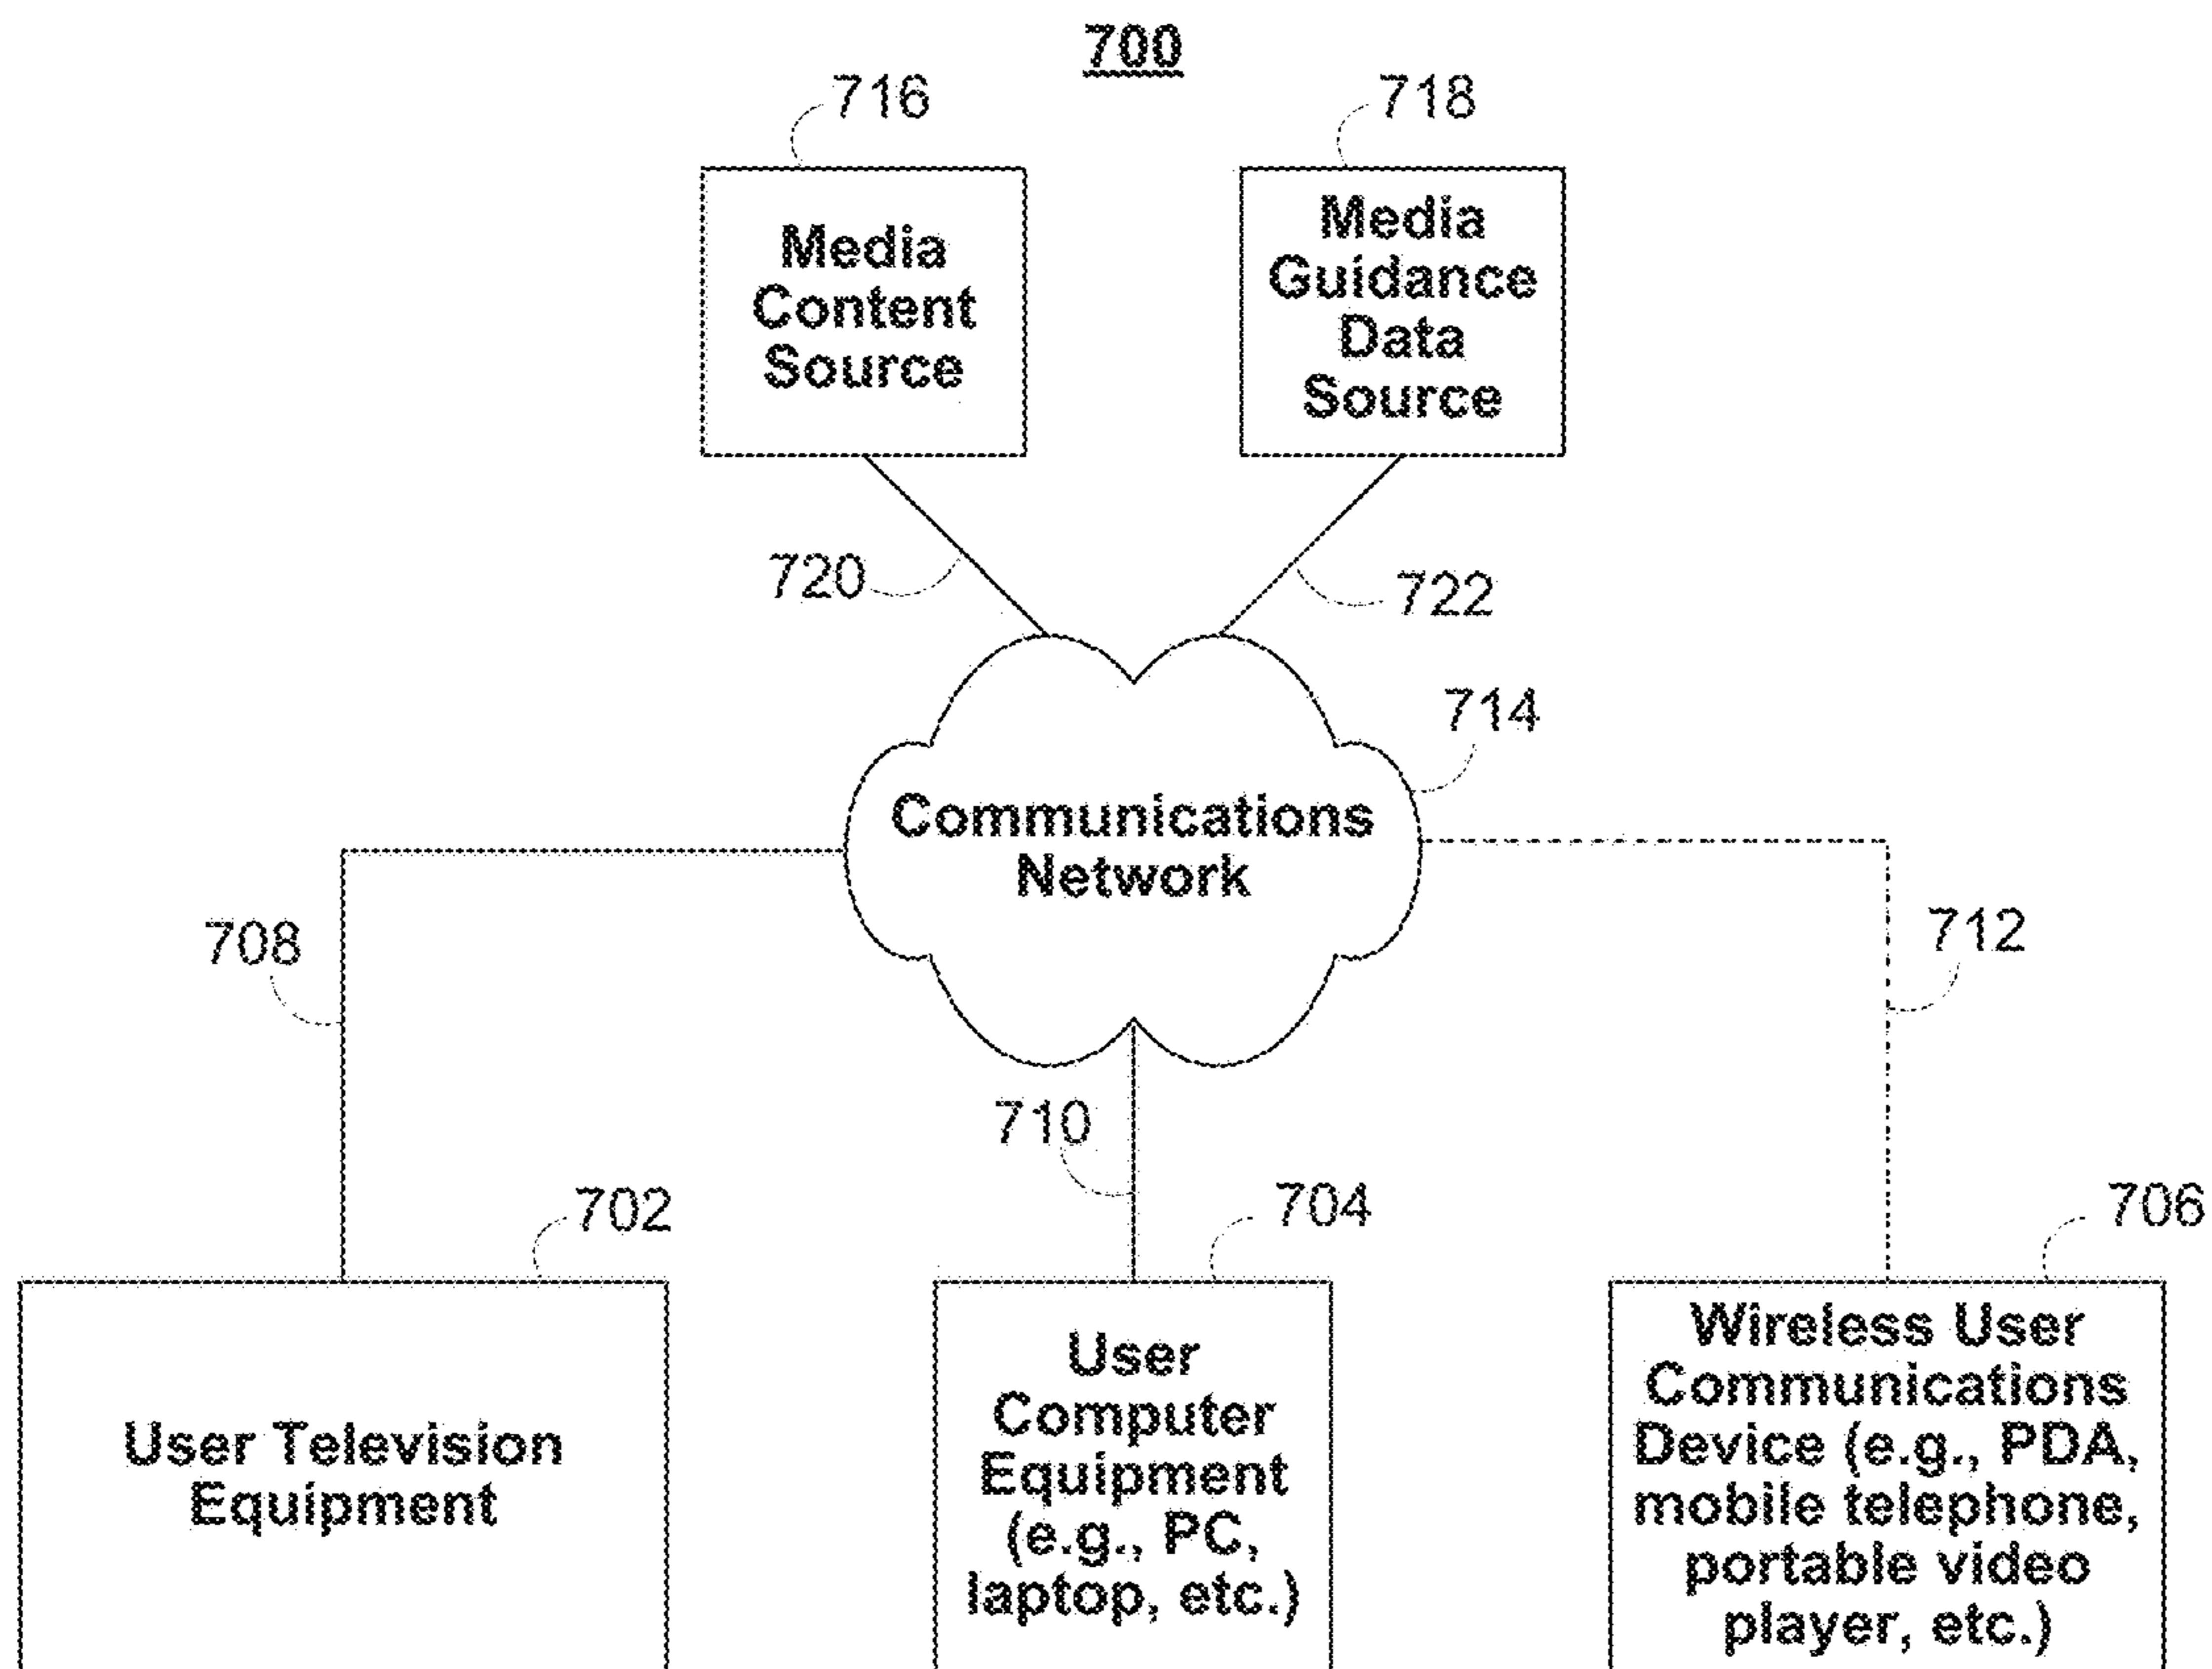 700
716
718
Media
Content
Source
Media
Guidance
Data
Source
720
722
714
Communications
Network
708
712
710
702
704
706
User Television
Equipment
User
Computer
Equipment
(e.g., PC,
laptop, etc.)
Wireless User
Communications
Device (e.g., PDA,
mobile telephone,
portable video
player, etc.)